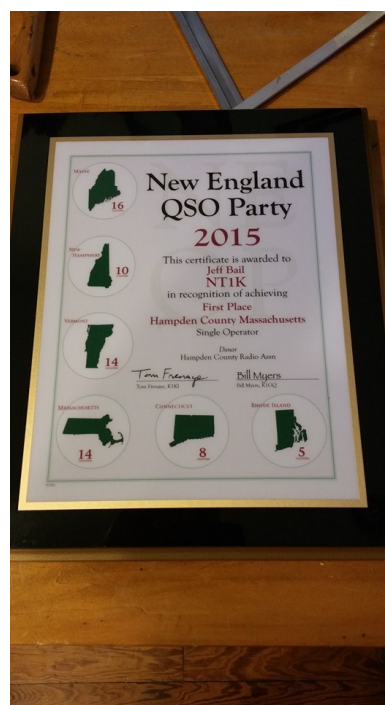 New England
QSO Party
2015
This certificate is awarded to
Jeff Bail
NT1K
in recognition of achieving
First Place
Hampden County Massachusetts
Single Operator
Donor
Hampden County Radio Assn
Tom Frenaye
Bill Myers
Tom Frenaye, K1KI
Bill Myers, K1GQ
Maine
16
New
Hampshire
10
Vermont
14
Massachusetts
14
Connecticut
8
Rhode Island
5